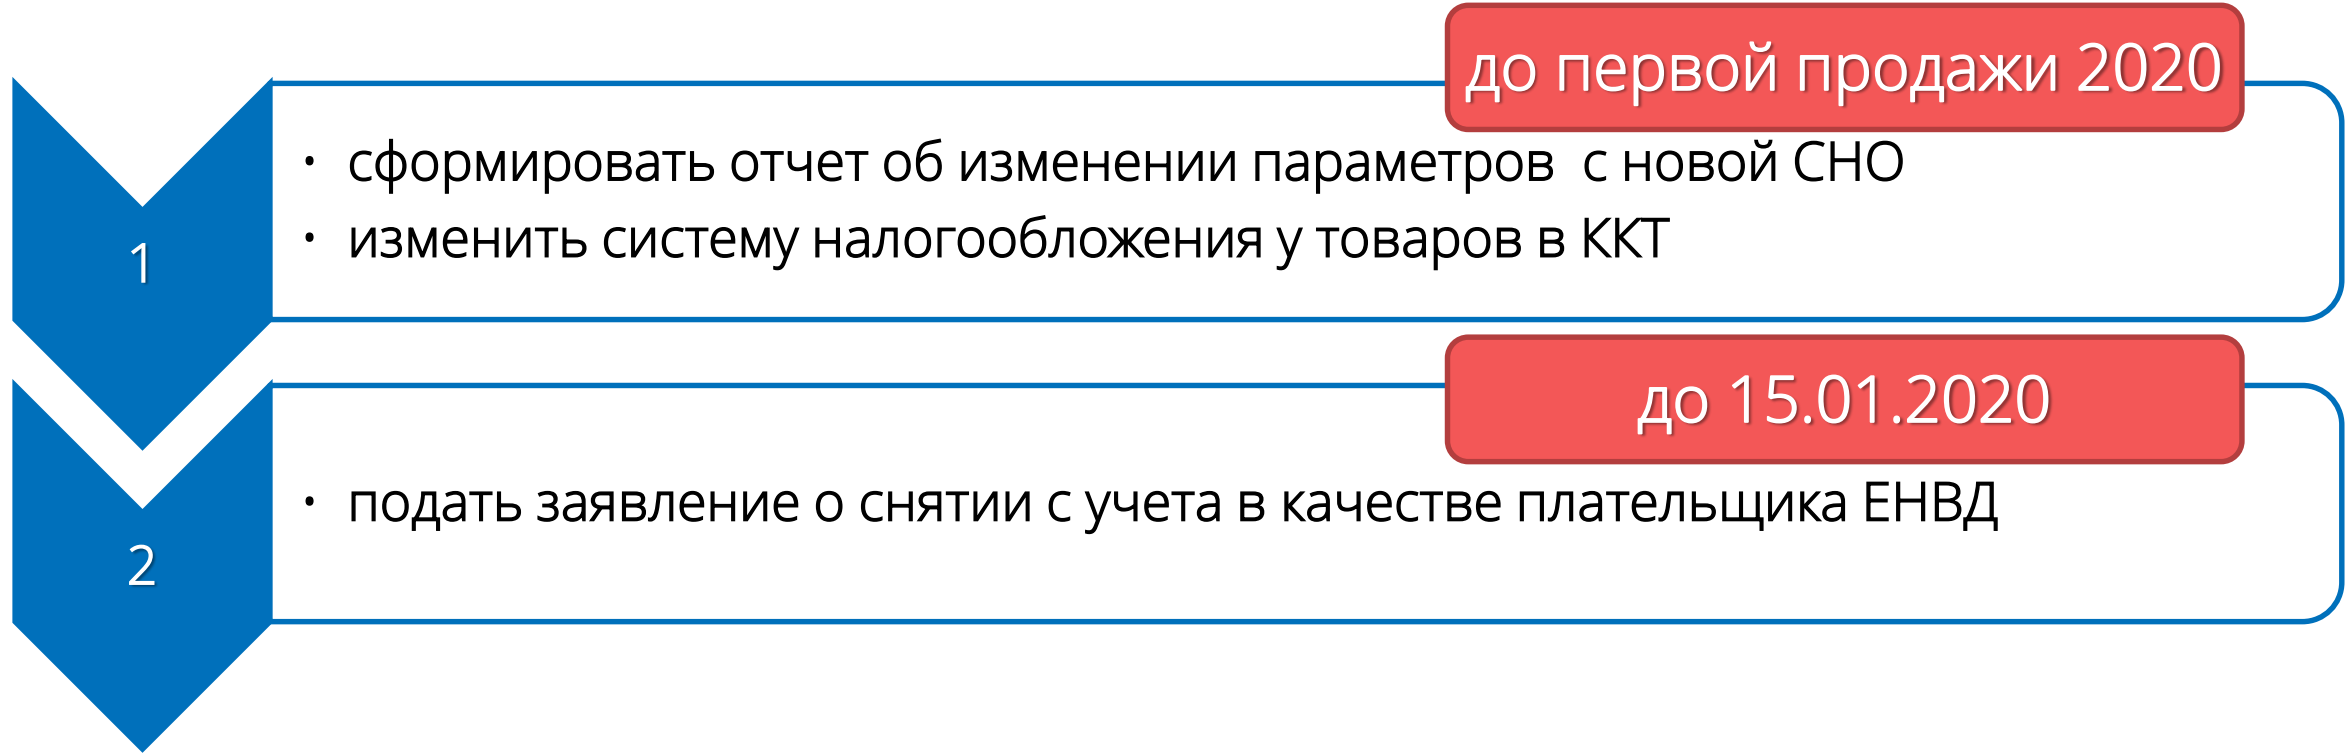 до первой продажи 2020
1
• сформировать отчет об изменении параметров  с новой СНО
• изменить систему налогообложения у товаров в ККТ
до 15.01.2020
2
• подать заявление о снятии с учета в качестве плательщика ЕНВД